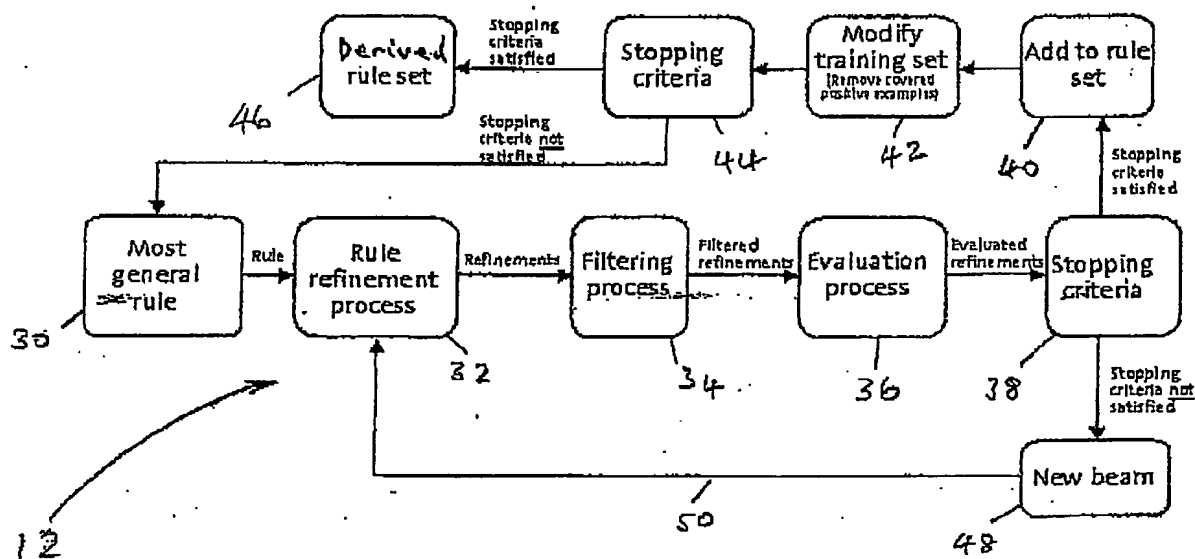 Derived
rule set
46
Stopping
criteria
satisfied
Stopping
criteria
44
Modify
training set
(Remove covered
positive examples)
42
Add to rule
set
40
Stopping
criteria not
satisfied
Stopping
criteria
satisfied
Most
general
rule
30
Rule
Rule
refinement
process
32
Refinements
Filtering
process
34
Filtered
refinements
Evaluation
process
36
Evaluated
refinements
Stopping
criteria
38
Stopping
criteria not
satisfied
New beam
48
50
12